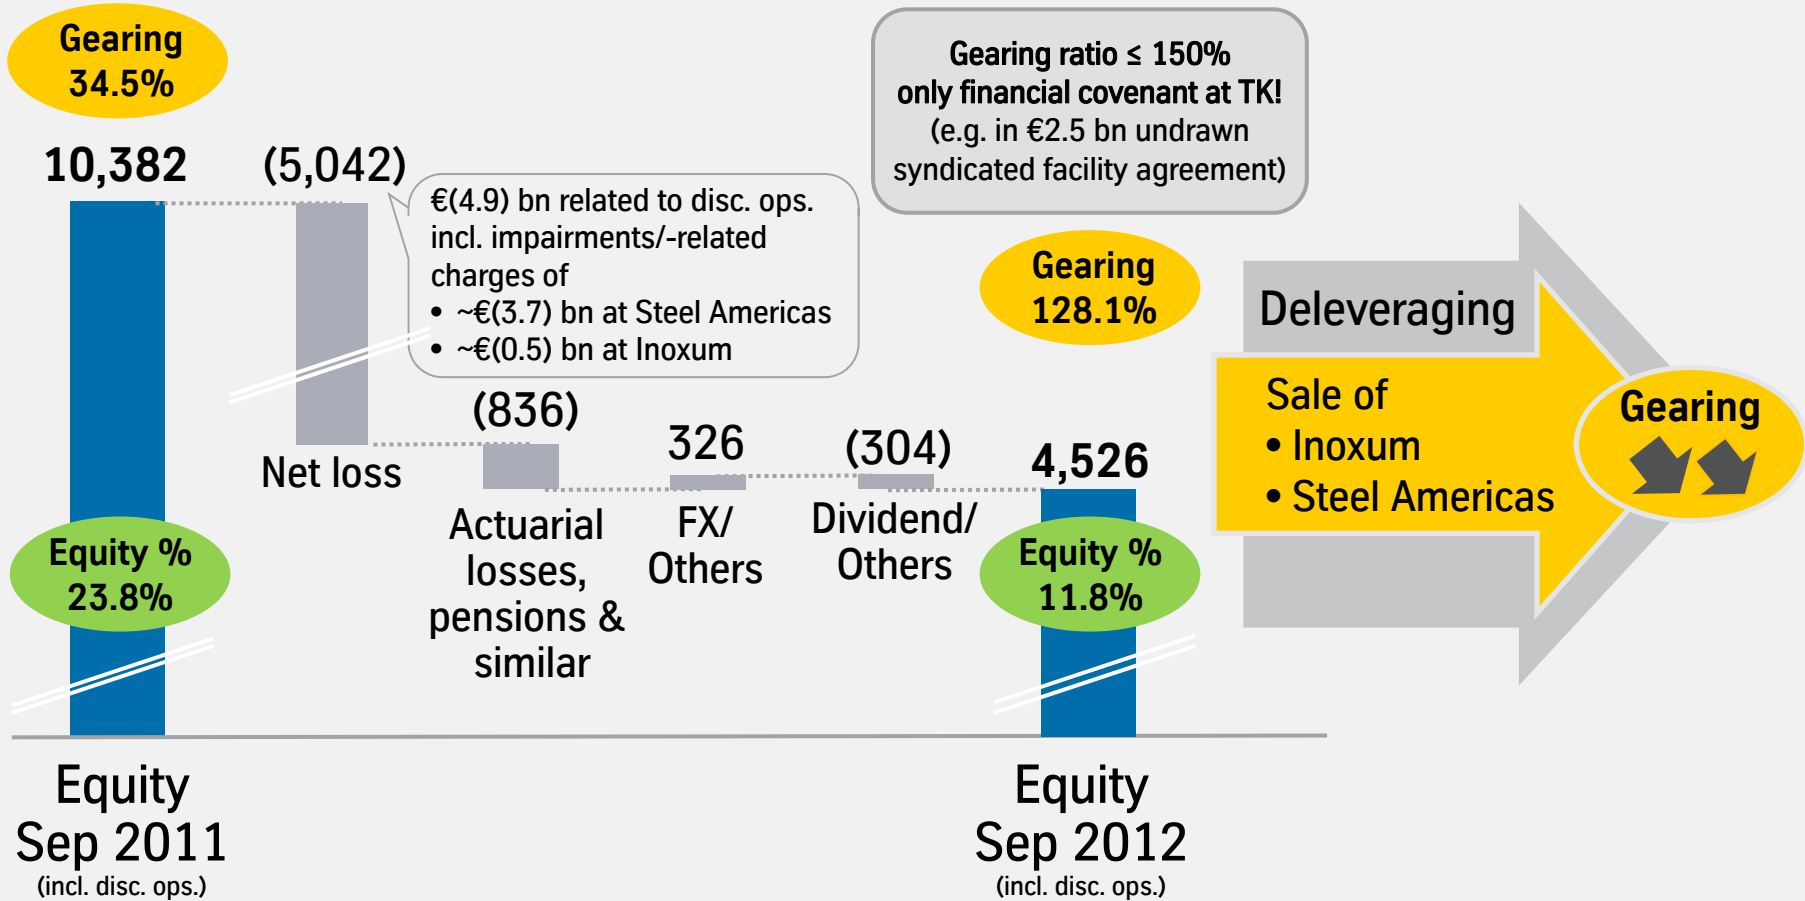 Gearing
34.5%
10,382
(5,042)
€(4.9) bn related to disc. ops.
incl. impairments/-related
charges of
• ~€(3.7) bn at Steel Americas
• ~€(0.5) bn at Inoxum
Gearing ratio ≤ 150%
only financial covenant at TK!
(e.g. in €2.5 bn undrawn
syndicated facility agreement)
Gearing
128.1%
Deleveraging
Sale of
• Inoxum
• Steel Americas
Gearing
Net loss
(836)
Actuarial
losses,
pensions &
similar
326
FX/
Others
(304)
Dividend/
Others
4,526
Equity %
23.8%
Equity %
11.8%
Equity
Sep 2011
(incl. disc. ops.)
Equity
Sep 2012
(incl. disc. ops.)